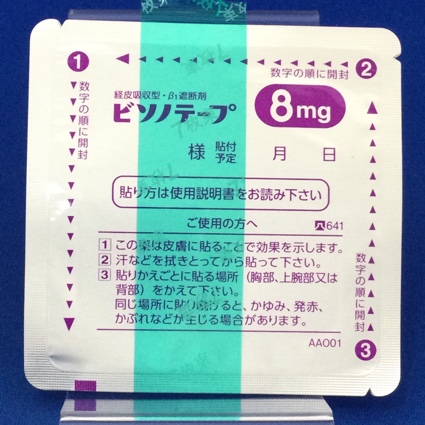 1
数字の順に開封
2
数字の順に開封
経皮吸収型・β1遮断剤
ビソノテープ
8mg
様 貼付予定 月 日
貼り方は使用説明書をお読み下さい
ご使用の方へ
641
1 この薬は皮膚に貼ることで効果を示します。
2 汗などを拭きとってから貼って下さい。
3 貼りかえごとに貼る場所（胸部、上腕部又は
背部）をかえて下さい。
同じ場所に貼り続けると、かゆみ、発赤、
かぶれなどが生じる場合があります。
AA001
数字の順に開封
3